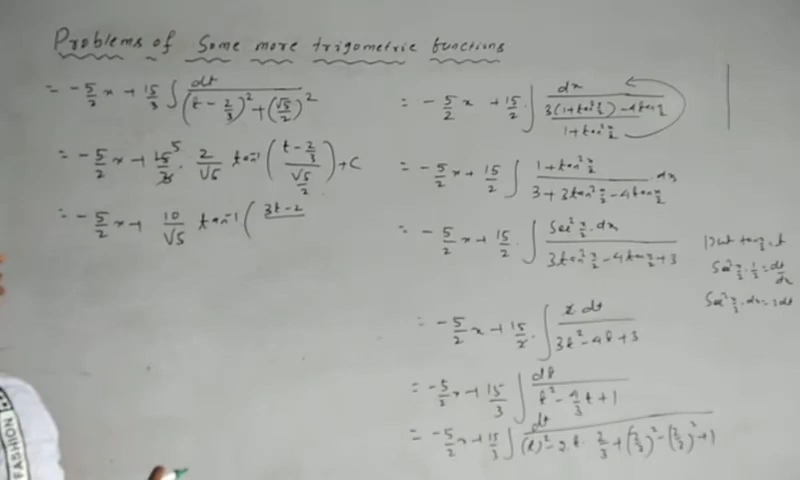 Problems of Some more trigometric functions
= -5/2 x + 15/3 ∫ dt / ((t - 2/3)² + (√5/2)²)
= -5/2 x + 15/3 5 . 2/√5 tan⁻¹ ((t - 2/3) / (√5/2)) + C
= -5/2 x + 10/√5 tan⁻¹ (3t - 2
= -5/2 x + 15/2 . ∫ dx / ((3(1+tan² x/2) - 4 tan x/2) / (1+tan² x/2))
= -5/2 x + 15/2 ∫ (1+tan² x/2) / (3 + 3tan² x/2 - 4tan x/2) . dx
= -5/2 x + 15/2 . ∫ Sec² x/2 . dx / (3tan² x/2 - 4tan x/2 + 3)
put tan x/2 = t
Sec² x/2 . 1/2 = dt/dx
Sec² x/2 . dx = 2dt
= -5/2 x + 15/2 . ∫ 2 dt / (3t² - 4t + 3)
= -5/2 x + 15/3 ∫ dt / (t² - 4/3 t + 1)
= -5/2 x + 15/3 ∫ dt / ((t)² - 2.t. 2/3 + (2/3)² - (2/3)² + 1)
FASHION